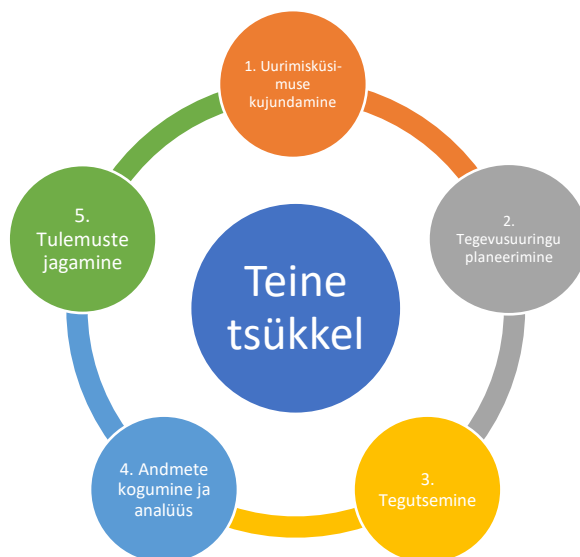 1. Uurimisküsi-
muse
kujundamine
2.
Tegevusuuringu
planeerimine
3.
Tegutsemine
4. Andmete
kogumine ja
analüüs
5.
Tulemuste
jagamine
Teine
tsükkel